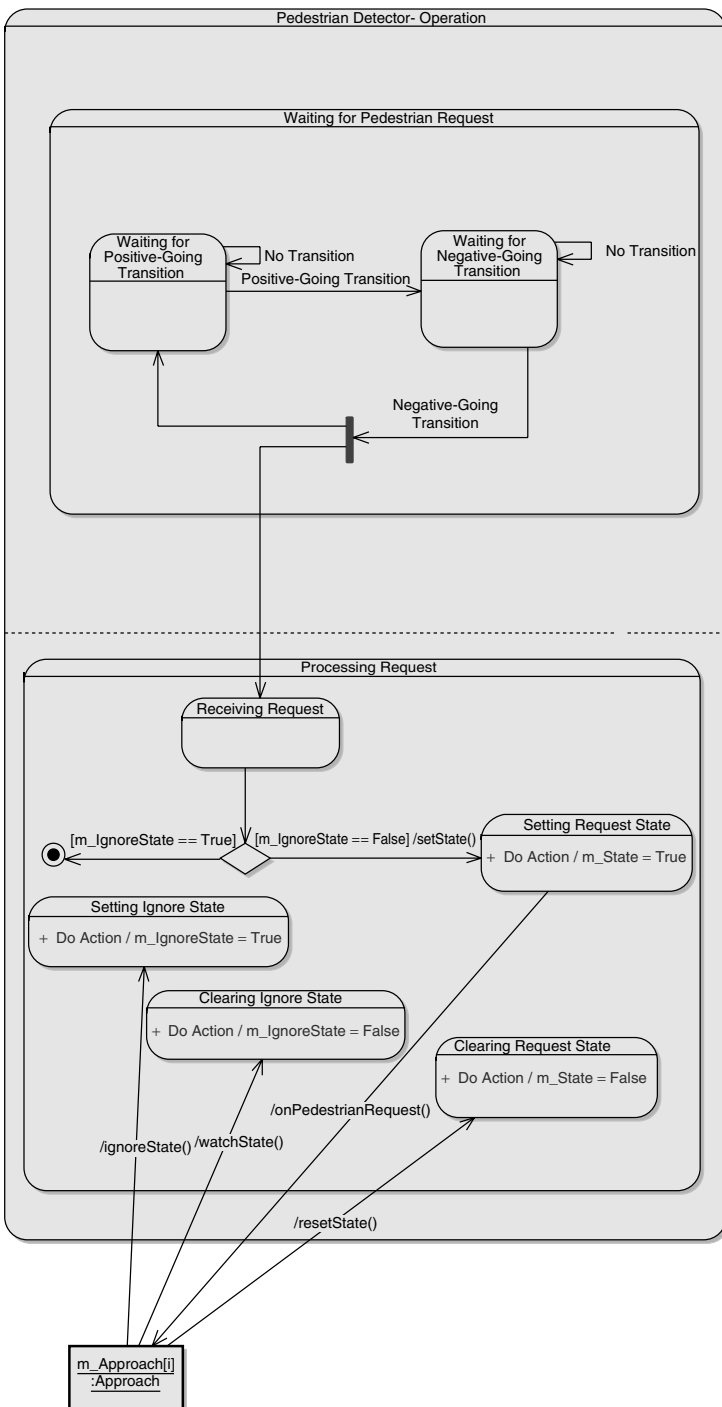 Pedestrian Detector- Operation
Waiting for Pedestrian Request
Waiting for
Positive-Going
Transition
No Transition
Positive-Going Transition
Waiting for
Negative-Going
Transition
No Transition
Negative-Going
Transition
Processing Request
Receiving Request
[m_IgnoreState == True]
[m_IgnoreState == False] /setState()
Setting Request State
+ Do Action / m_State = True
Setting Ignore State
+ Do Action / m_IgnoreState = True
Clearing Ignore State
+ Do Action / m_IgnoreState = False
Clearing Request State
+ Do Action / m_State = False
/onPedestrianRequest()
/ignoreState()
/watchState()
/resetState()
m_Approach[i]
:Approach